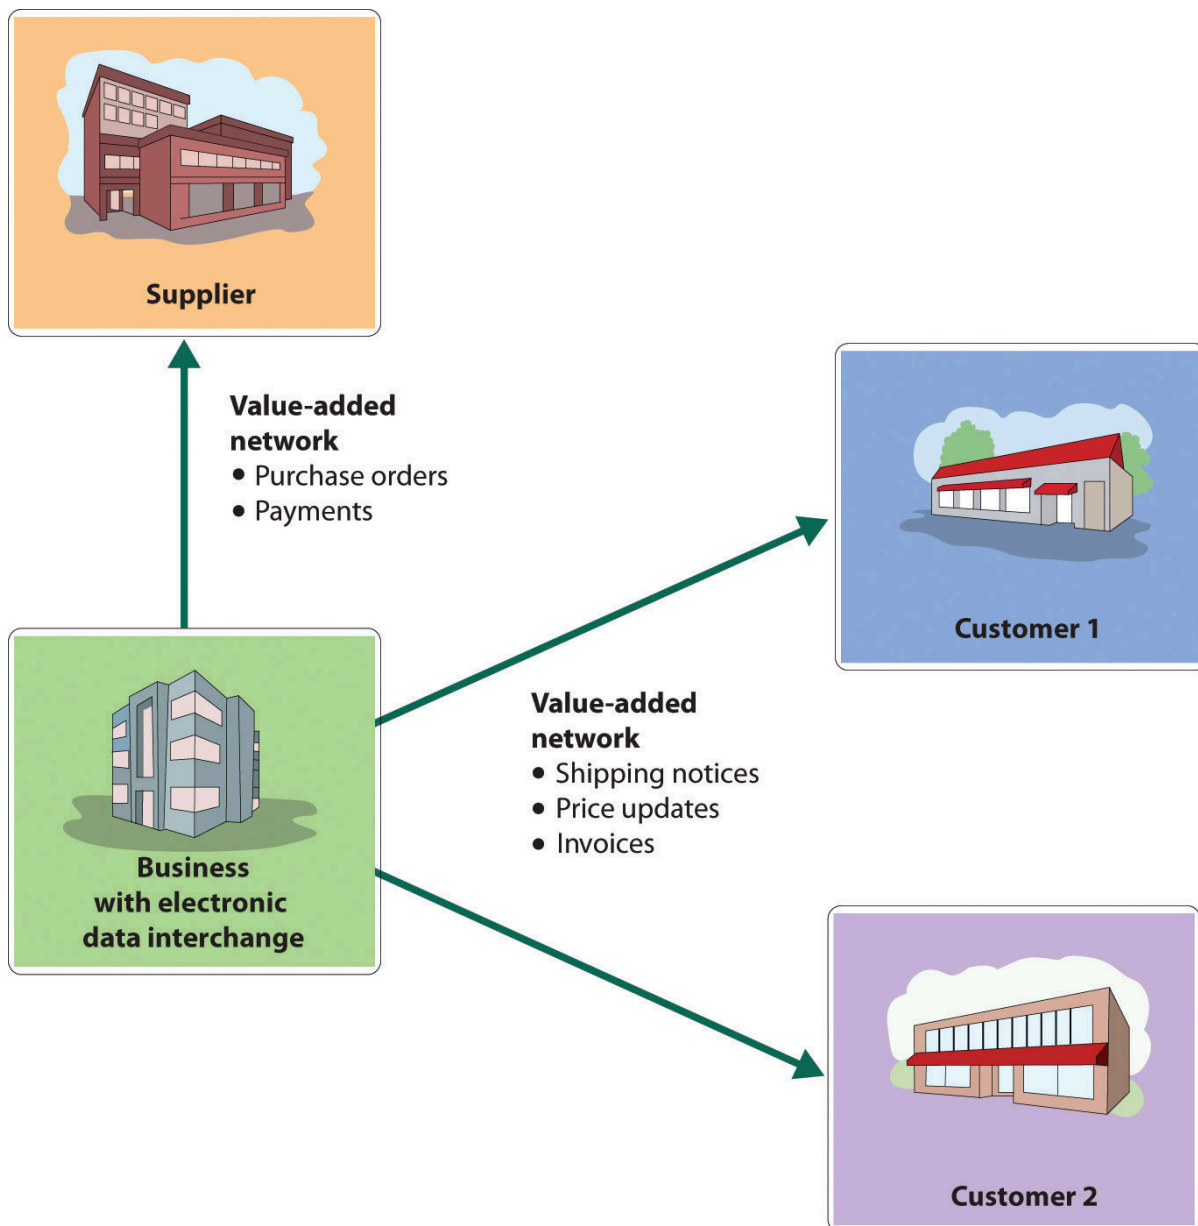 Supplier
Value-added
network
• Purchase orders
• Payments
Customer 1
Value-added
network
• Shipping notices
• Price updates
• Invoices
Business
with electronic
data interchange
Customer 2